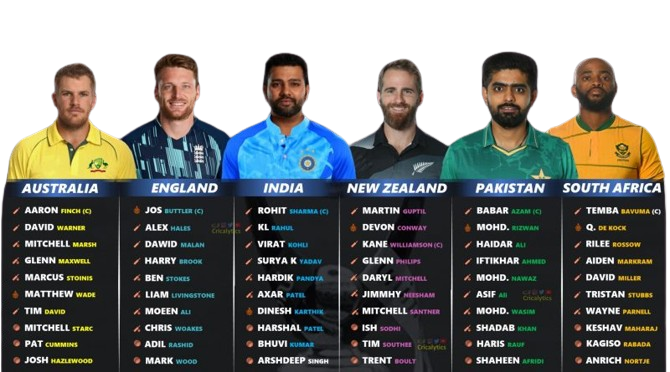 AUSTRALIA
AARON FINCH (C)
DAVID WARNER
MITCHELL MARSH
GLENN MAXWELL
MARCUS STOINIS
MATTHEW WADE
TIM DAVID
MITCHELL STARC
PAT CUMMINS
JOSH HAZLEWOOD
ENGLAND
JOS BUTTLER (C)
ALEX HALES
DAWID MALAN
HARRY BROOK
BEN STOKES
LIAM LIVINGSTONE
MOEEN ALI
CHRIS WOAKES
ADIL RASHID
MARK WOOD
Cricalytics
INDIA
ROHIT SHARMA (C)
KL RAHUL
VIRAT KOHLI
SURYA K YADAV
HARDIK PANDYA
AXAR PATEL
DINESH KARTHIK
HARSHAL PATEL
BHUVI KUMAR
ARSHDEEP SINGH
NEW ZEALAND
MARTIN GUPTIL
DEVON CONWAY
KANE WILLIAMSON (C)
GLENN PHILIPS
DARYL MITCHELL
JIMMHY NEESHAM
MITCHELL SANTNER
ISH SODHI
TIM SOUTHEE
TRENT BOULT
Cricalytics
PAKISTAN
BABAR AZAM (C)
MOHD. RIZWAN
HAIDAR ALI
IFTIKHAR AHMED
MOHD. NAWAZ
ASIF Ali
MOHD. WASIM
SHADAB KHAN
HARIS RAUF
SHAHEEN AFRIDI
Cricalytics
SOUTH AFRICA
TEMBA BAVUMA (C)
Q. DE KOCK
RILEE ROSSOW
AIDEN MARKRAM
DAVID MILLER
TRISTAN STUBBS
WAYNE PARNELL
KESHAV MAHARAJ
KAGISO RABADA
ANRICH NORTJE